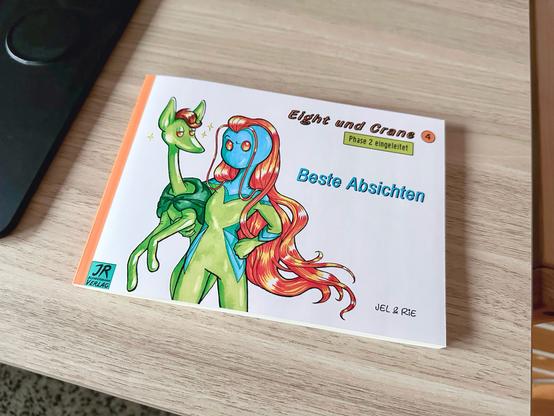 Eight und Crane 4
Phase 2 eingeleitet
Beste Absichten
JR
VERLAG
JEL & RIE